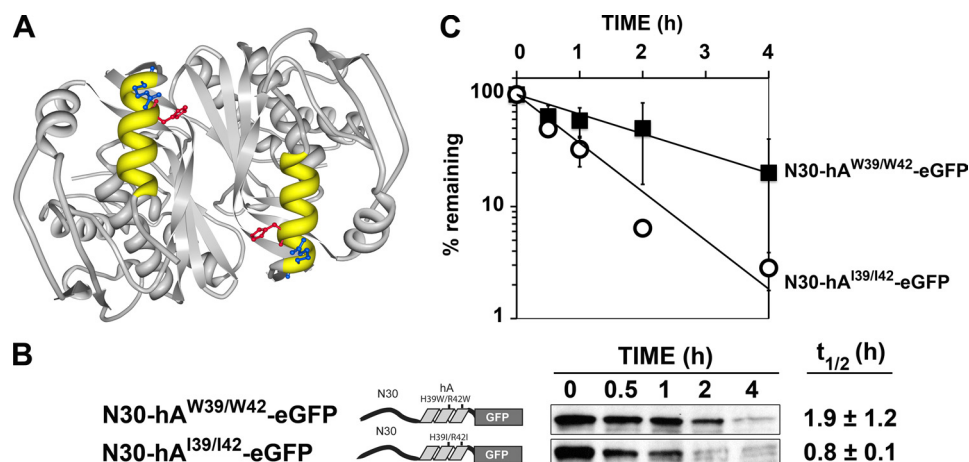 A
C
TIME (h)
0 1 2 3 4
100
10
1
% remaining
N30-hA^W39/W42-eGFP
N30-hA^I39/I42-eGFP
B
TIME (h)
t1/2 (h)
0 0.5 1 2 4
N30-hA^W39/W42-eGFP
N30
hA
H39W/R42W
GFP
1.9 ± 1.2
N30-hA^I39/I42-eGFP
N30
H39I/R42I
GFP
0.8 ± 0.1